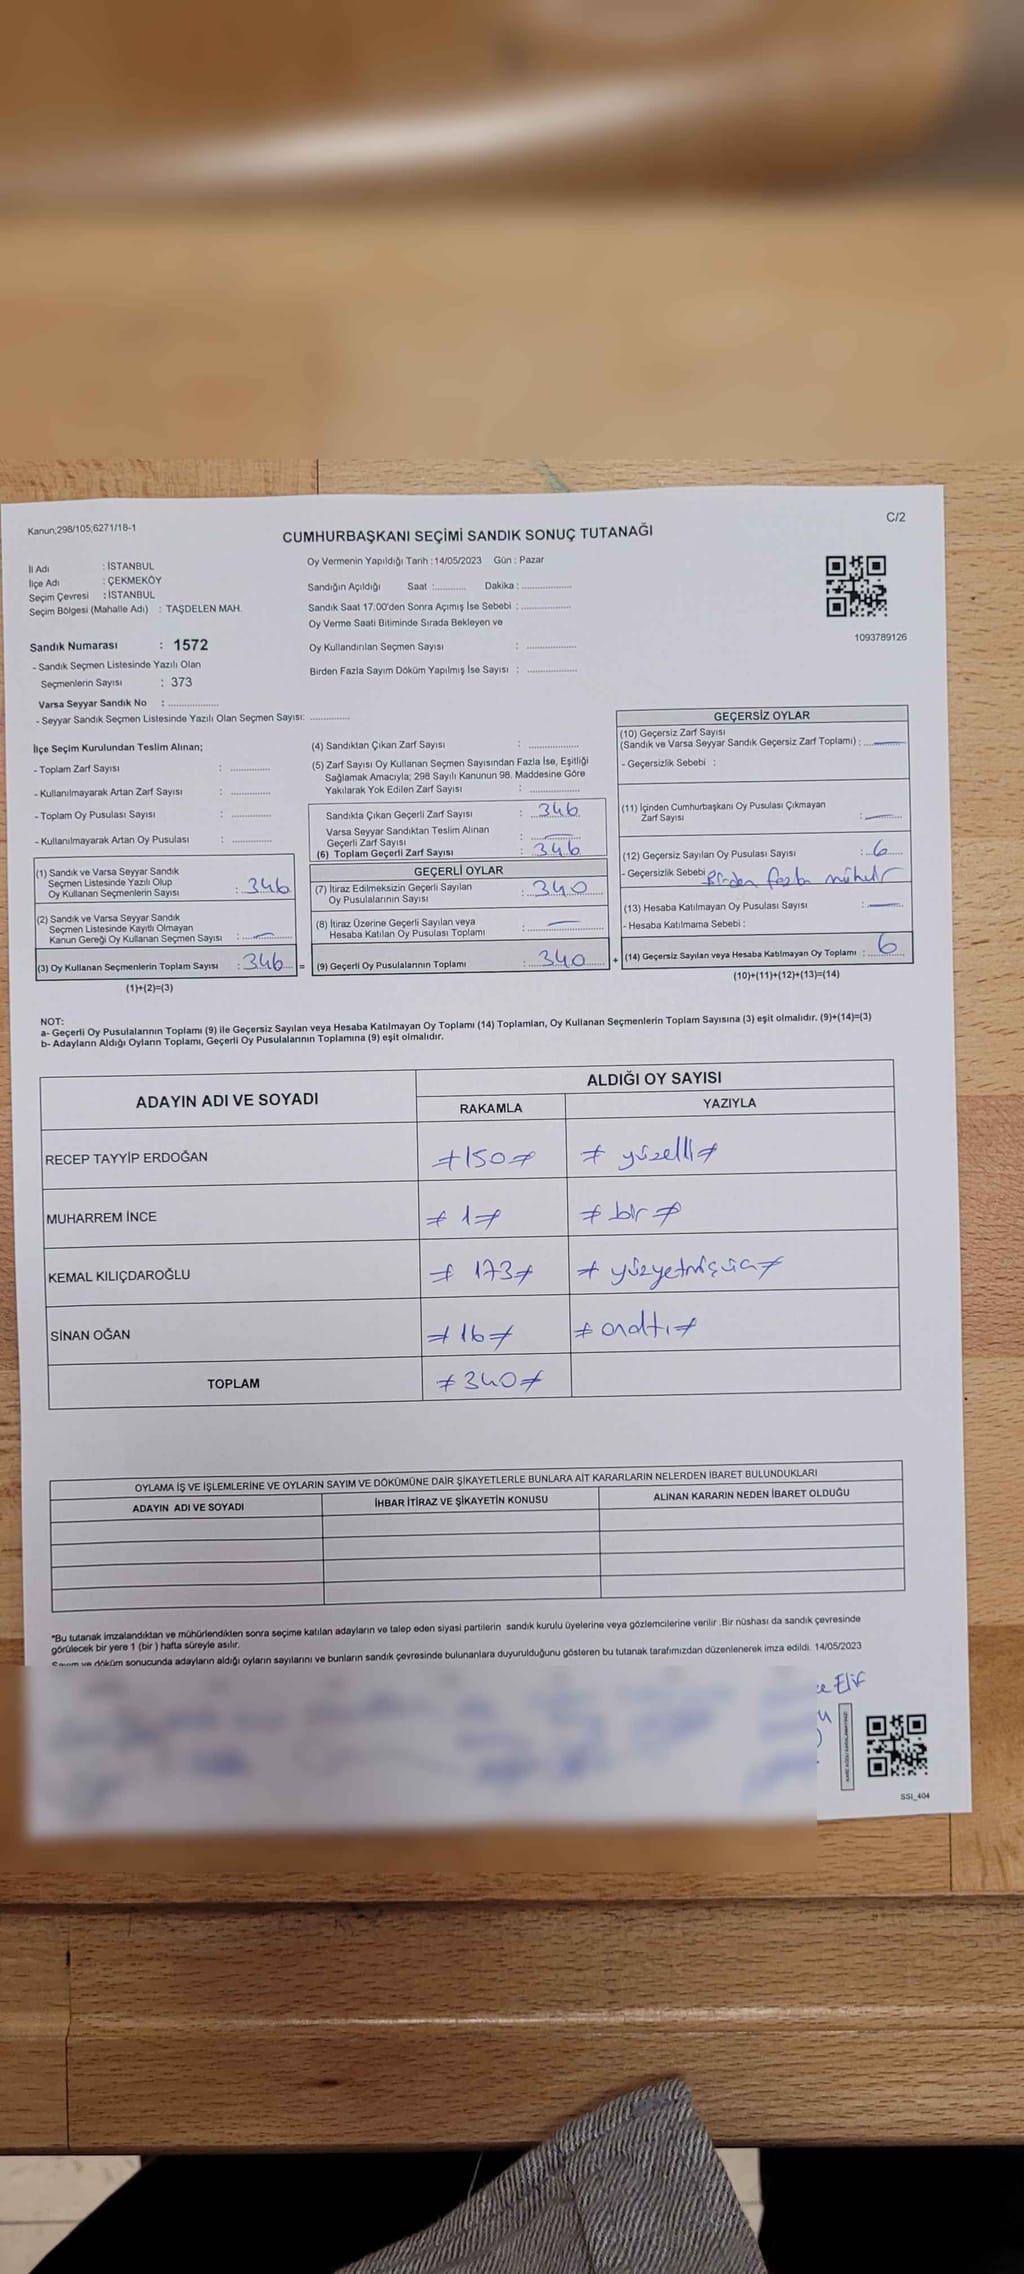 Kanun;298/105;6271/18-1
C/2
CUMHURBAŞKANI SEÇİMİ SANDIK SONUÇ TUTANAĞI
İl Adı : İSTANBUL
İlçe Adı : ÇEKMEKÖY
Seçim Çevresi : İSTANBUL
Seçim Bölgesi (Mahalle Adı) : TAŞDELEN MAH.
Oy Vermenin Yapıldığı Tarih : 14/05/2023 Gün : Pazar
Sandığın Açıldığı Saat :.......... Dakika : ................
Sandık Saat 17:00'den Sonra Açımış İse Sebebi : ................
Oy Verme Saati Bitiminde Sırada Bekleyen ve
Oy Kullandırılan Seçmen Sayısı : ................
Birden Fazla Sayım Döküm Yapılmış İse Sayısı : ................
1093789126
Sandık Numarası : 1572
- Sandık Seçmen Listesinde Yazılı Olan
Seçmenlerin Sayısı : 373
Varsa Seyyar Sandık No : ................
- Seyyar Sandık Seçmen Listesinde Yazılı Olan Seçmen Sayısı: ............
İlçe Seçim Kurulundan Teslim Alınan;
- Toplam Zarf Sayısı : ............
- Kullanılmayarak Artan Zarf Sayısı : ............
- Toplam Oy Pusulası Sayısı : ............
- Kullanılmayarak Artan Oy Pusulası : ............
(1) Sandık ve Varsa Seyyar Sandık
Seçmen Listesinde Yazılı Olup
Oy Kullanan Seçmenlerin Sayısı : 346
(2) Sandık ve Varsa Seyyar Sandık
Seçmen Listesinde Kayıtlı Olmayan
Kanun Gereği Oy Kullanan Seçmen Sayısı : —
(3) Oy Kullanan Seçmenlerin Toplam Sayısı : 346 =
(1)+(2)=(3)
(4) Sandıktan Çıkan Zarf Sayısı : ................
(5) Zarf Sayısı Oy Kullanan Seçmen Sayısından Fazla İse, Eşitliği
Sağlamak Amacıyla; 298 Sayılı Kanunun 98. Maddesine Göre
Yakılarak Yok Edilen Zarf Sayısı : ................
Sandıkta Çıkan Geçerli Zarf Sayısı : 346
Varsa Seyyar Sandıktan Teslim Alınan
Geçerli Zarf Sayısı : —
(6) Toplam Geçerli Zarf Sayısı : 346
GEÇERLİ OYLAR
(7) İtiraz Edilmeksizin Geçerli Sayılan
Oy Pusulalarının Sayısı : 340
(8) İtiraz Üzerine Geçerli Sayılan veya
Hesaba Katılan Oy Pusulası Toplamı : —
(9) Geçerli Oy Pusulalarının Toplamı : 340 +
GEÇERSİZ OYLAR
(10) Geçersiz Zarf Sayısı
(Sandık ve Varsa Seyyar Sandık Geçersiz Zarf Toplamı) : —
- Geçersizlik Sebebi :
(11) İçinden Cumhurbaşkanı Oy Pusulası Çıkmayan
Zarf Sayısı : —
(12) Geçersiz Sayılan Oy Pusulası Sayısı : 6
- Geçersizlik Sebebi Birden fazla mühür
(13) Hesaba Katılmayan Oy Pusulası Sayısı : —
- Hesaba Katılmama Sebebi :
(14) Geçersiz Sayılan veya Hesaba Katılmayan Oy Toplamı : 6
(10)+(11)+(12)+(13)=(14)
NOT:
a- Geçerli Oy Pusulalarının Toplamı (9) ile Geçersiz Sayılan veya Hesaba Katılmayan Oy Toplamı (14) Toplamları, Oy Kullanan Seçmenlerin Toplam Sayısına (3) eşit olmalıdır. (9)+(14)=(3)
b- Adayların Aldığı Oyların Toplamı, Geçerli Oy Pusulalarının Toplamına (9) eşit olmalıdır.
ADAYIN ADI VE SOYADI ALDIĞI OY SAYISI
RAKAMLA YAZIYLA
RECEP TAYYİP ERDOĞAN ≠150≠ ≠ yüzelli≠
MUHARREM İNCE ≠ 1≠ ≠ bir ≠
KEMAL KILIÇDAROĞLU ≠ 173≠ ≠ yüzyetmişüç≠
SİNAN OĞAN ≠16≠ ≠onaltı≠
TOPLAM ≠340≠
OYLAMA İŞ VE İŞLEMLERİNE VE OYLARIN SAYIM VE DÖKÜMÜNE DAİR ŞİKAYETLERLE BUNLARA AİT KARARLARIN NELERDEN İBARET BULUNDUKLARI
ADAYIN ADI VE SOYADI İHBAR İTİRAZ VE ŞİKAYETİN KONUSU ALINAN KARARIN NEDEN İBARET OLDUĞU
"Bu tutanak imzalandıktan ve mühürlendikten sonra seçime katılan adayların ve talep eden siyasi partilerin sandık kurulu üyelerine veya gözlemcilerine verilir .Bir nüshası da sandık çevresinde
görülecek bir yere 1 (bir ) hafta süreyle asılır.
Sayım ve döküm sonucunda adayların aldığı oyların sayılarını ve bunların sandık çevresinde bulunanlara duyurulduğunu gösteren bu tutanak tarafımızdan düzenlenerek imza edildi. 14/05/2023
Elif
SSI_404